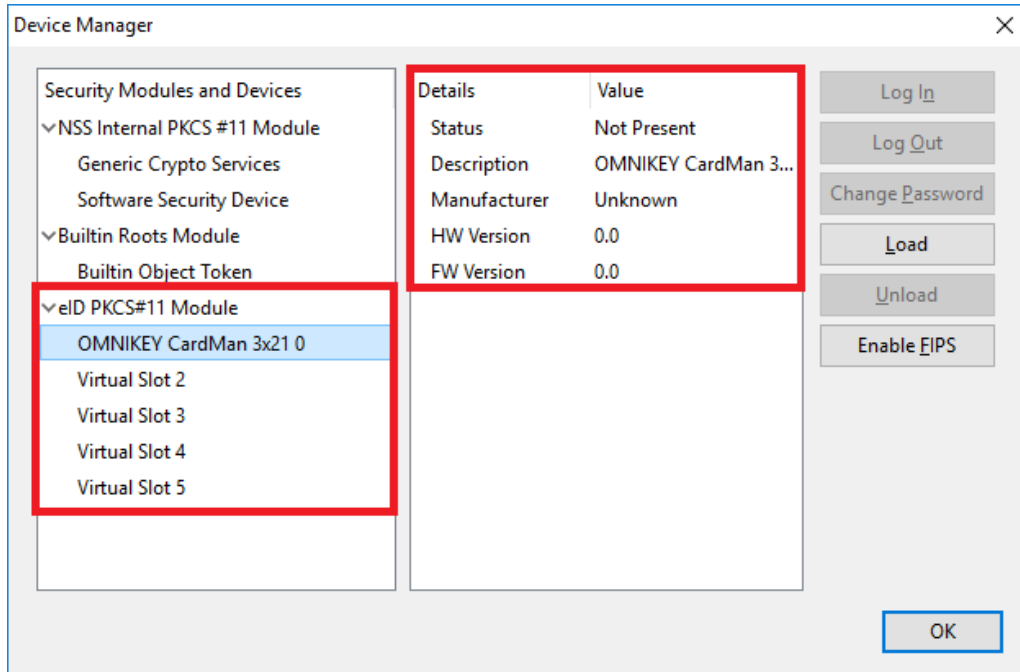 Device Manager
Security Modules and Devices
NSS Internal PKCS #11 Module
Generic Crypto Services
Software Security Device
Builtin Roots Module
Builtin Object Token
eID PKCS#11 Module
OMNIKEY CardMan 3x21 0
Virtual Slot 2
Virtual Slot 3
Virtual Slot 4
Virtual Slot 5
Details Value
Status Not Present
Description OMNIKEY CardMan 3...
Manufacturer Unknown
HW Version 0.0
FW Version 0.0
Log In
Log Out
Change Password
Load
Unload
Enable FIPS
OK